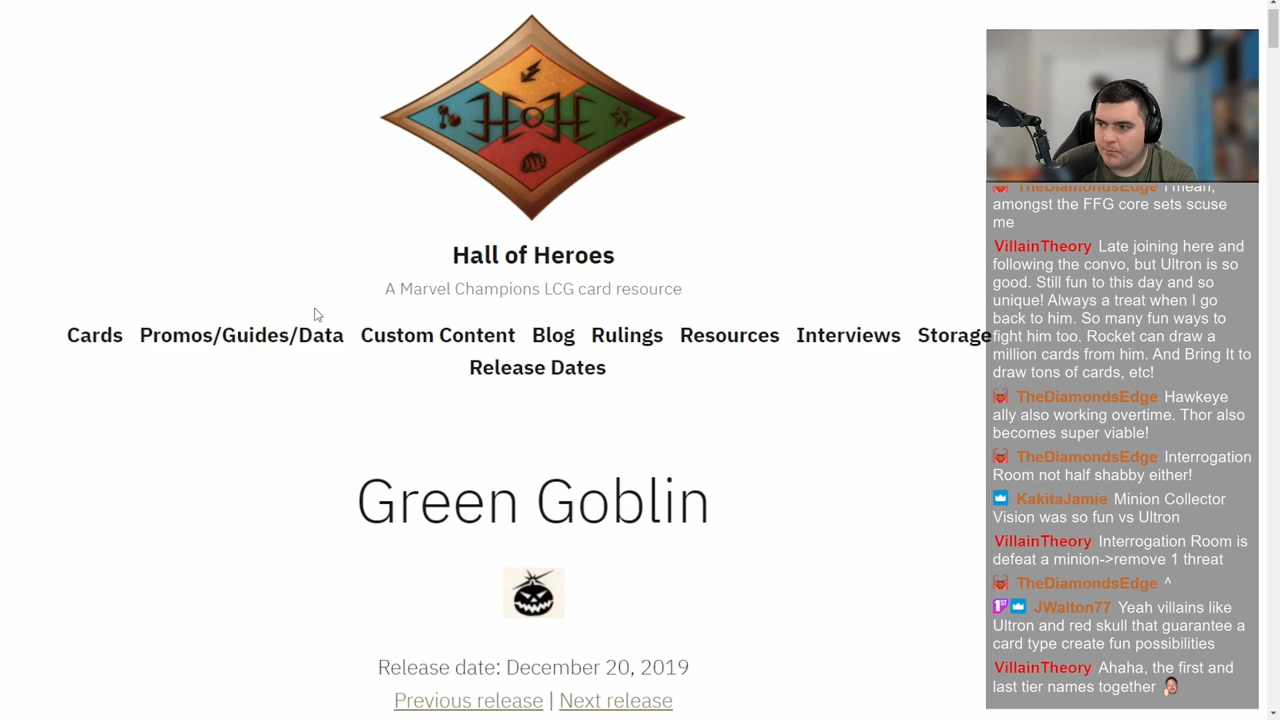 HOH
Hall of Heroes
A Marvel Champions LCG card resource
Cards Promos/Guides/Data Custom Content Blog Rulings Resources Interviews Storage
Release Dates
Green Goblin
Release date: December 20, 2019
Previous release | Next release
TheDiamondsEdge I mean,
amongst the FFG core sets scuse
me
VillainTheory Late joining here and
following the convo, but Ultron is so
good. Still fun to this day and so
unique! Always a treat when I go
back to him. So many fun ways to
fight him too. Rocket can draw a
million cards from him. And Bring It to
draw tons of cards, etc!
TheDiamondsEdge Hawkeye
ally also working overtime. Thor also
becomes super viable!
TheDiamondsEdge Interrogation
Room not half shabby either!
KakitaJamie Minion Collector
Vision was so fun vs Ultron
VillainTheory Interrogation Room is
defeat a minion->remove 1 threat
TheDiamondsEdge ^
1ST JWalton77 Yeah villains like
Ultron and red skull that guarantee a
card type create fun possibilities
VillainTheory Ahaha, the first and
last tier names together